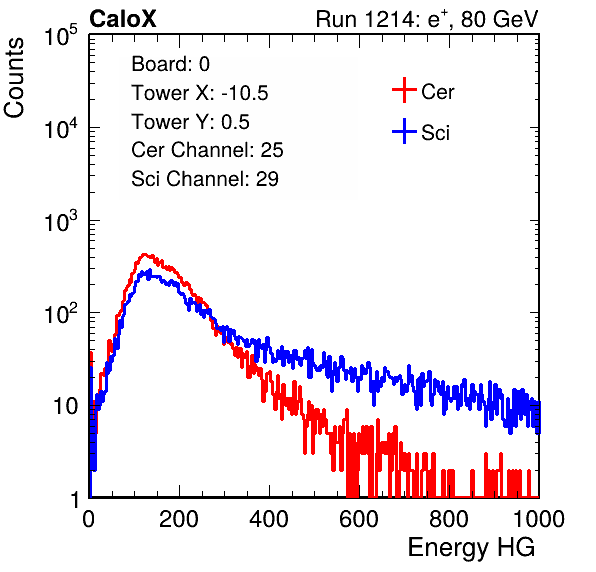 CaloX Run 1214: e⁺, 80 GeV
Counts
10⁵
10⁴
10³
10²
10
1
Board: 0
Tower X: -10.5
Tower Y: 0.5
Cer Channel: 25
Sci Channel: 29
Cer
Sci
0 200 400 600 800 1000
Energy HG